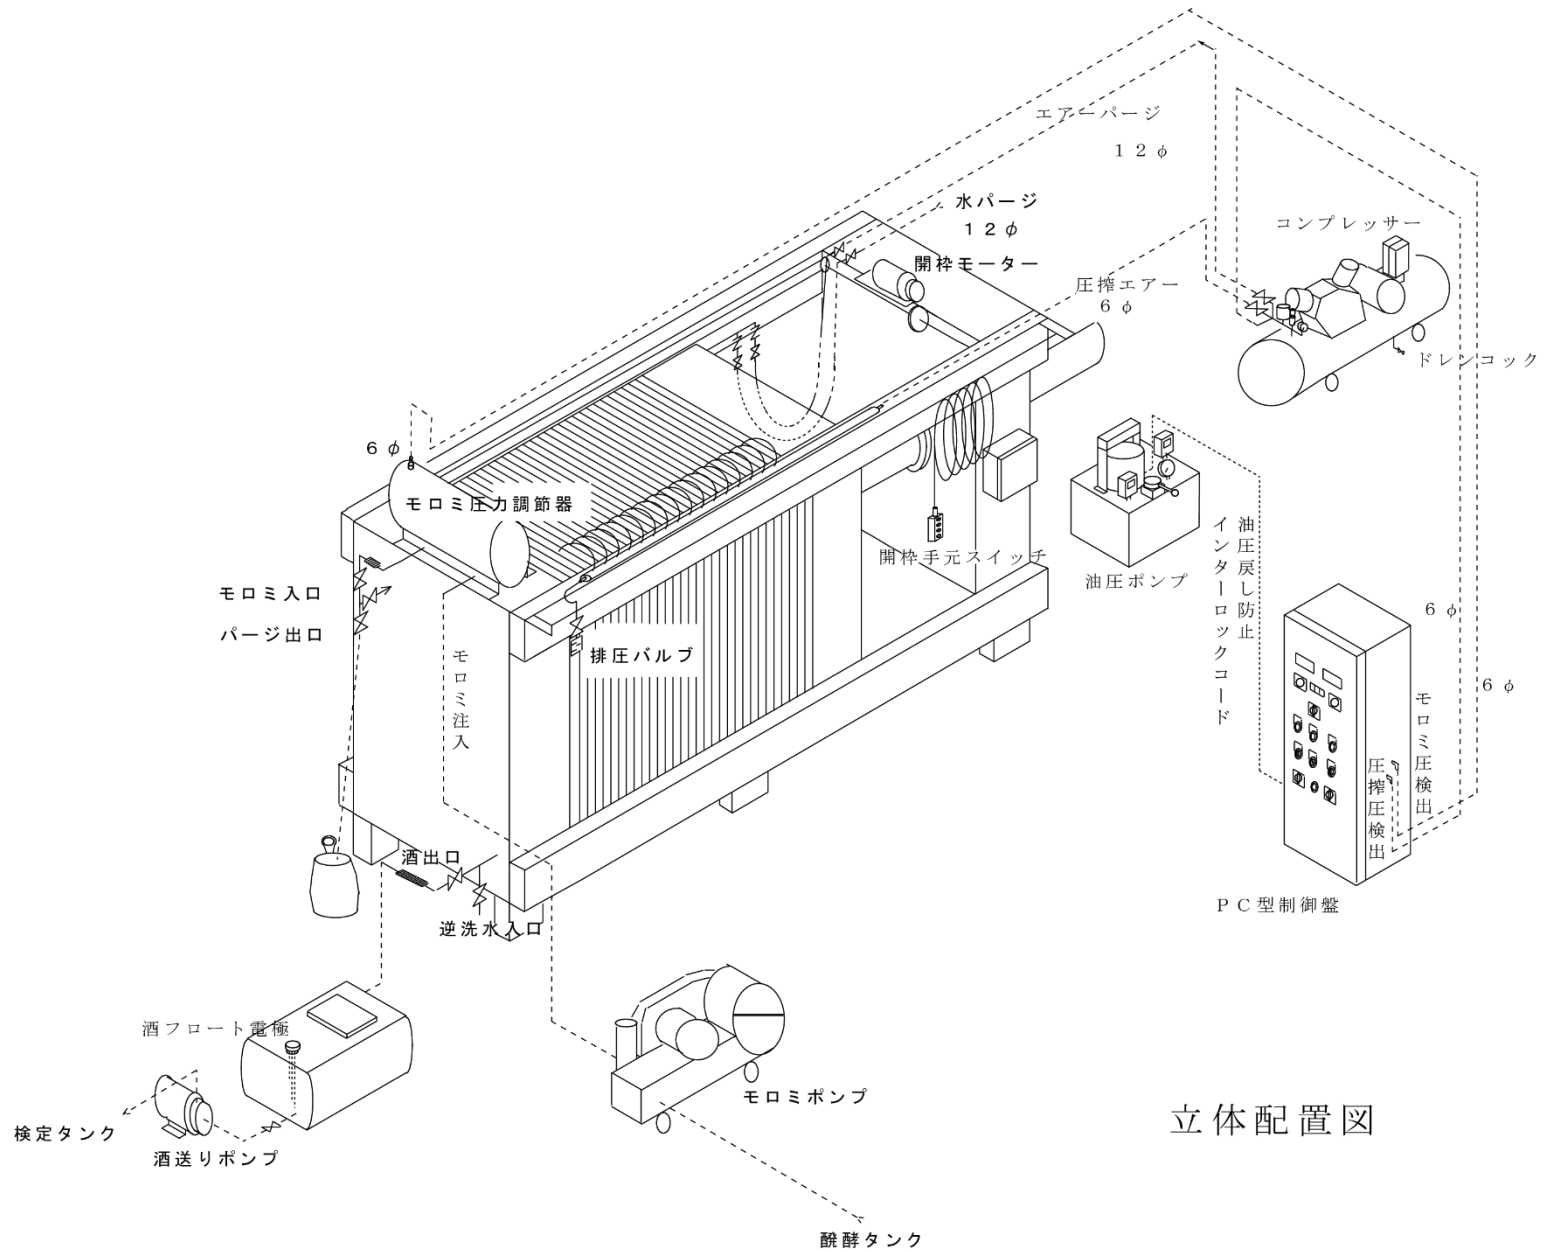 エアーパージ
１２φ
水パージ
１２φ
開枠モーター
コンプレッサー
圧搾エアー
６φ
ドレンコック
６φ
モロミ圧力調節器
開枠手元スイッチ
油圧ポンプ
油圧戻し防止
インターロックコード
モロミ入口
パージ出口
６φ
モロミ注入
排圧バルブ
６φ
モロミ圧検出
圧搾圧検出
酒出口
逆洗水入口
ＰＣ型制御盤
酒フロート電極
モロミポンプ
検定タンク
酒送りポンプ
立体配置図
醗酵タンク